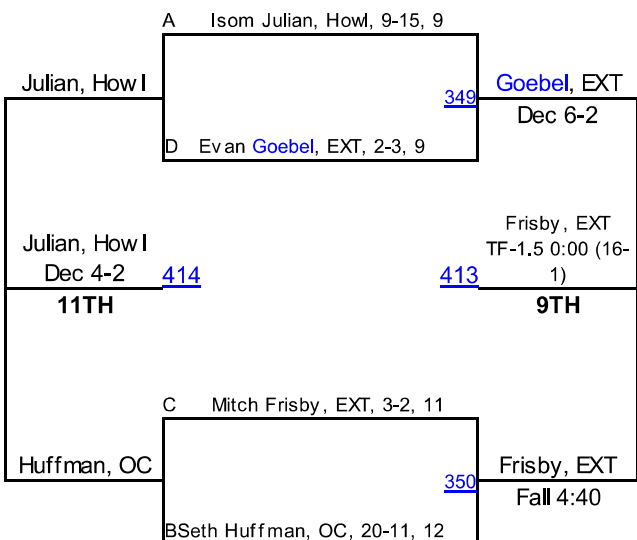 A Isom Julian, Howl, 9-15, 9
Julian, Howl
349
Goebel, EXT
Dec 6-2
D Evan Goebel, EXT, 2-3, 9
Julian, Howl
Dec 4-2
414
11TH
Frisby, EXT
TF-1.5 0:00 (16-
1)
413
9TH
C Mitch Frisby, EXT, 3-2, 11
Huffman, OC
350
Frisby, EXT
Fall 4:40
BSeth Huffman, OC, 20-11, 12